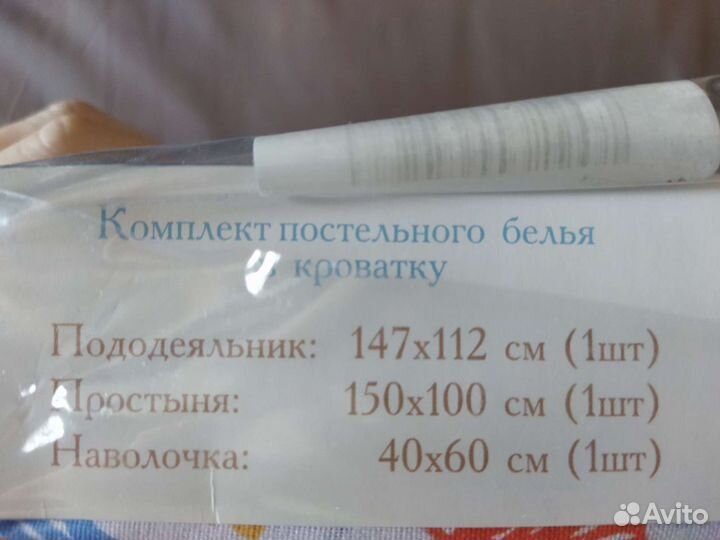 Комплект постельного белья
в кроватку
Пододеяльник: 147х112 см (1шт)
Простыня: 150х100 см (1шт)
Наволочка: 40х60 см (1шт)
Avito